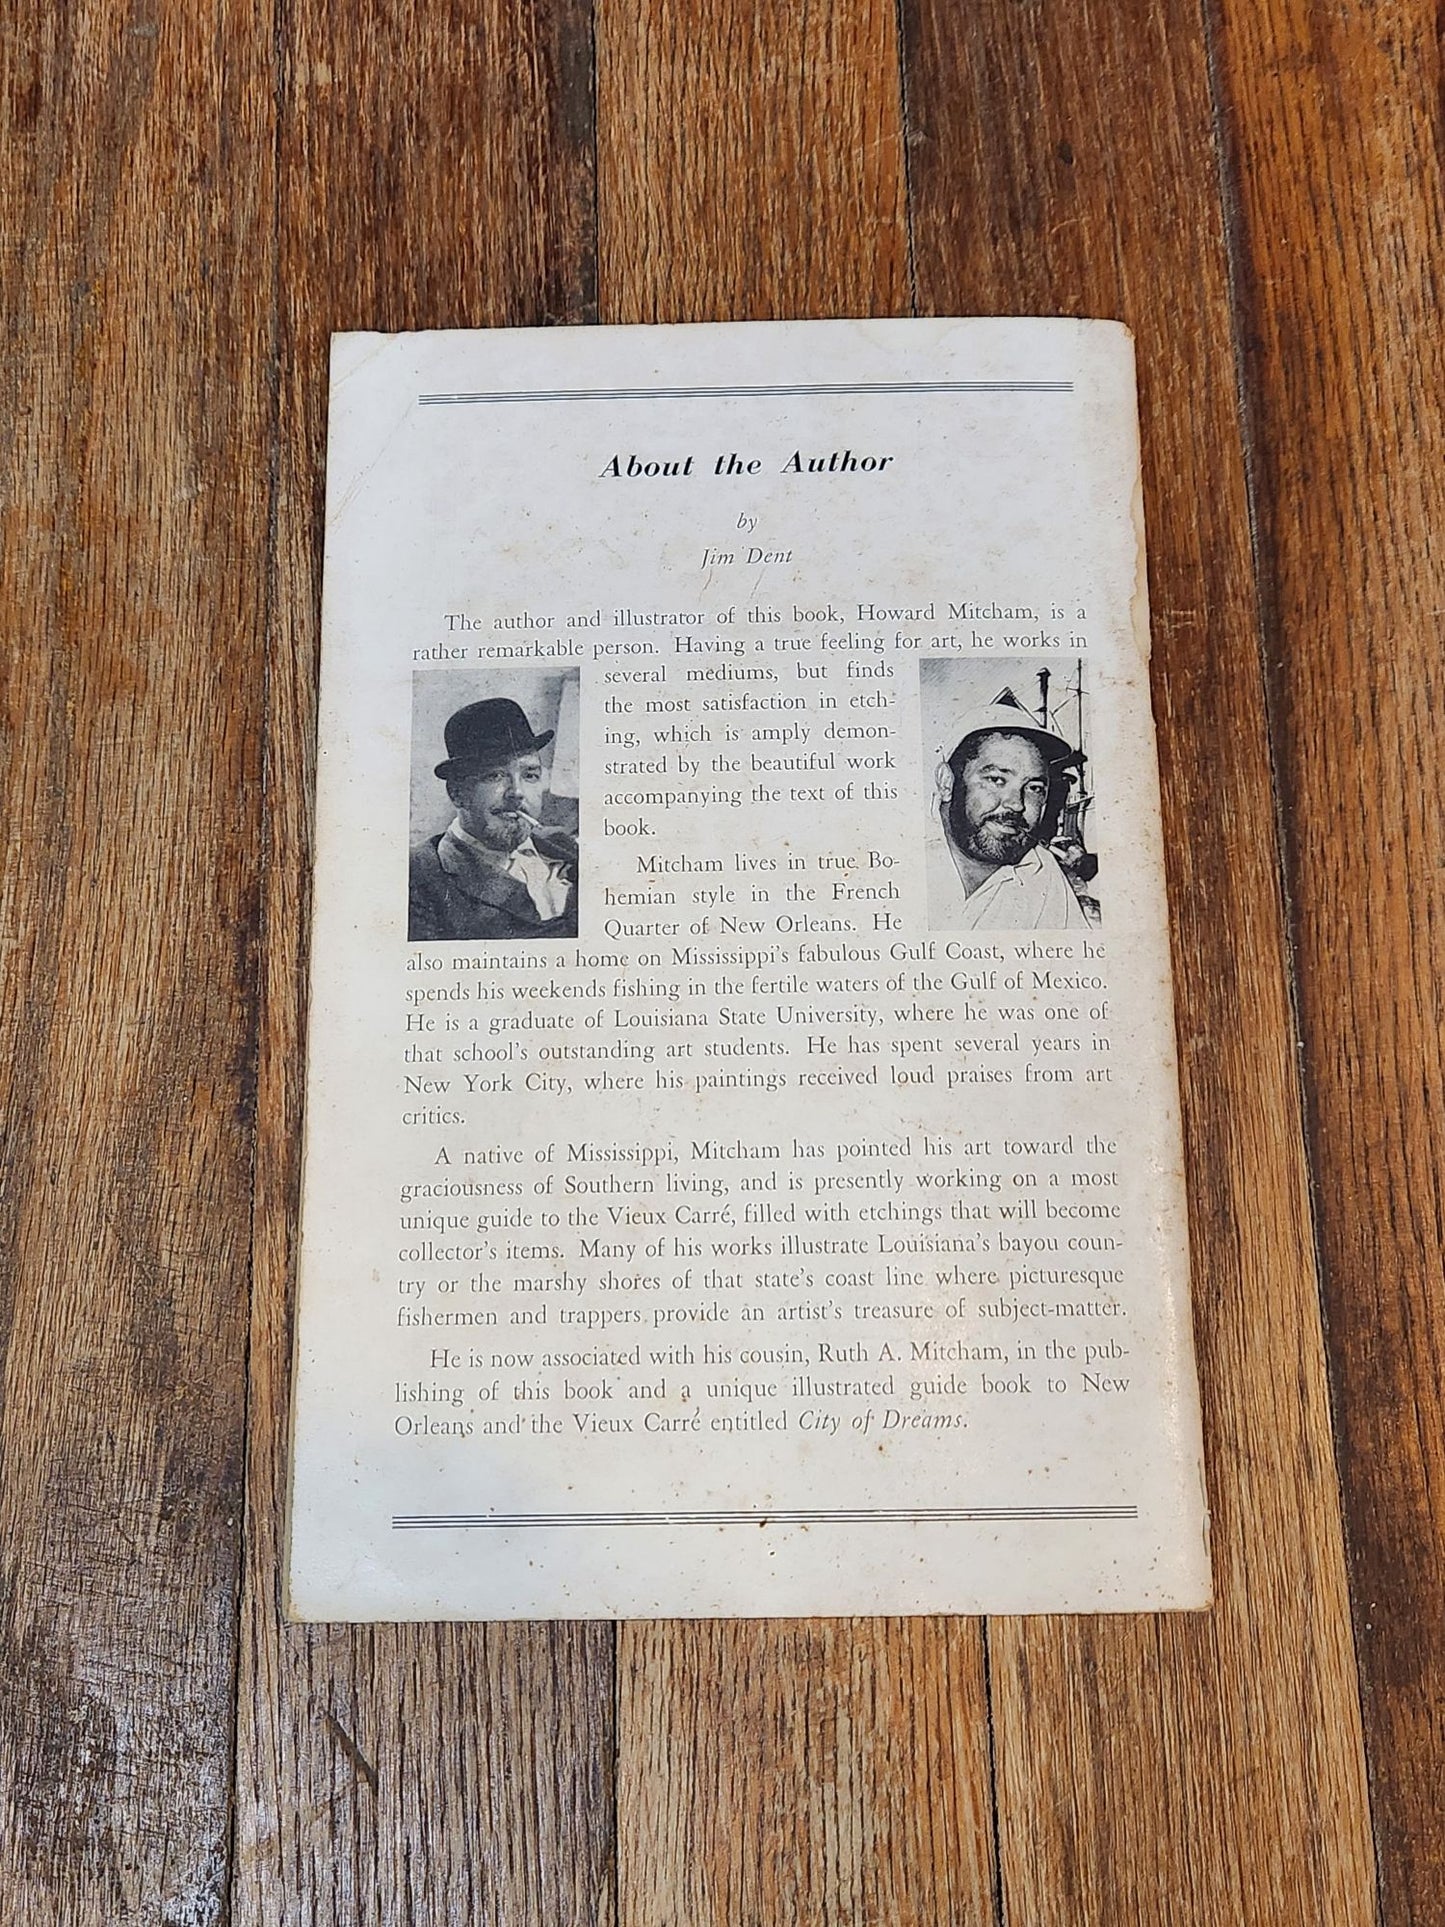 About the Author
by
Jim Dent
The author and illustrator of this book, Howard Mitcham, is a
rather remarkable person. Having a true feeling for art, he works in
several mediums, but finds
the most satisfaction in etch-
ing, which is amply demon-
strated by the beautiful work
accompanying the text of this
book.
Mitcham lives in true Bo-
hemian style in the French
Quarter of New Orleans. He
also maintains a home on Mississippi's fabulous Gulf Coast, where he
spends his weekends fishing in the fertile waters of the Gulf of Mexico.
He is a graduate of Louisiana State University, where he was one of
that school's outstanding art students. He has spent several years in
New York City, where his paintings received loud praises from art
critics.
A native of Mississippi, Mitcham has pointed his art toward the
graciousness of Southern living, and is presently working on a most
unique guide to the Vieux Carré, filled with etchings that will become
collector's items. Many of his works illustrate Louisiana's bayou coun-
try or the marshy shores of that state's coast line where picturesque
fishermen and trappers provide an artist's treasure of subject-matter.
He is now associated with his cousin, Ruth A. Mitcham, in the pub-
lishing of this book and a unique illustrated guide book to New
Orleans and the Vieux Carré entitled City of Dreams.